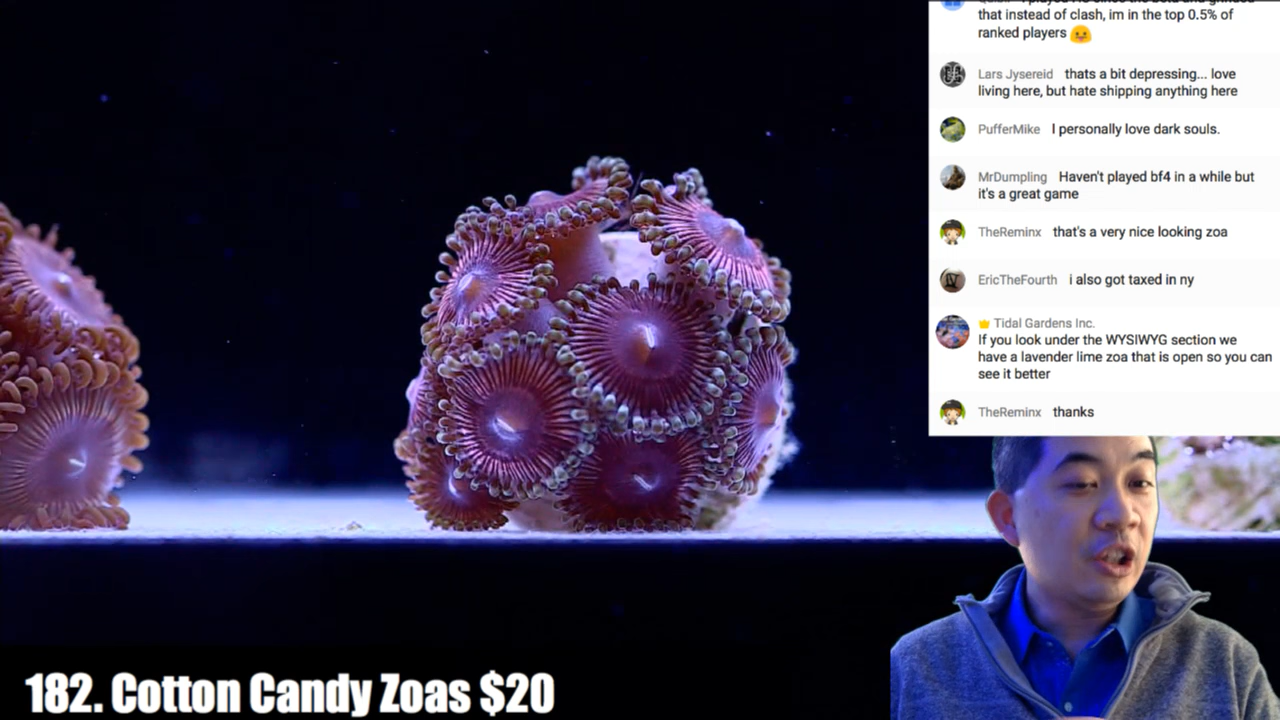 that instead of clash, im in the top 0.5% of
ranked players
Lars Jysereid thats a bit depressing... love
living here, but hate shipping anything here
PufferMike I personally love dark souls.
MrDumpling Haven't played bf4 in a while but
it's a great game
TheReminx that's a very nice looking zoa
EricTheFourth i also got taxed in ny
Tidal Gardens Inc.
If you look under the WYSIWYG section we
have a lavender lime zoa that is open so you can
see it better
TheReminx thanks
182. Cotton Candy Zoas $20